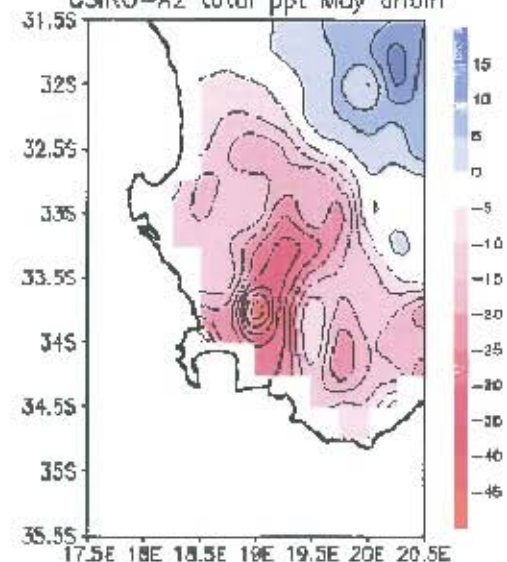 CSIRO-A2 total ppt May anom
31.5S
32S
32.5S
33S
33.5S
34S
34.5S
35S
35.5S
17.5E 18E 18.5E 19E 19.5E 20E 20.5E
15
10
5
0
-5
-10
-15
-20
-25
-30
-35
-40
-45